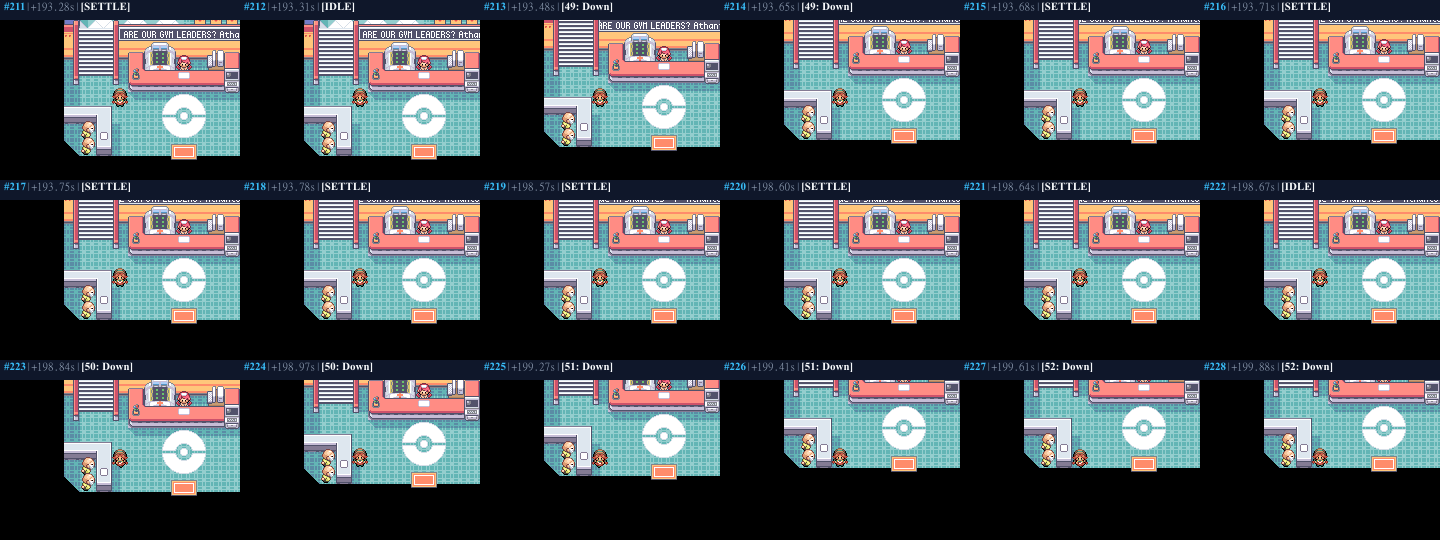 #211 | +193.28s | [SETTLE]
#212 | +193.31s | [IDLE]
#213 | +193.48s | [49: Down]
#214 | +193.65s | [49: Down]
#215 | +193.68s | [SETTLE]
#216 | +193.71s | [SETTLE]
ARE OUR GYM LEADERS? Atha
ARE OUR GYM LEADERS? Atha
ARE OUR GYM LEADERS? Athan
#217 | +193.75s | [SETTLE]
#218 | +193.78s | [SETTLE]
#219 | +198.57s | [SETTLE]
#220 | +198.60s | [SETTLE]
#221 | +198.64s | [SETTLE]
#222 | +198.67s | [IDLE]
#223 | +198.84s | [50: Down]
#224 | +198.97s | [50: Down]
#225 | +199.27s | [51: Down]
#226 | +199.41s | [51: Down]
#227 | +199.61s | [52: Down]
#228 | +199.88s | [52: Down]